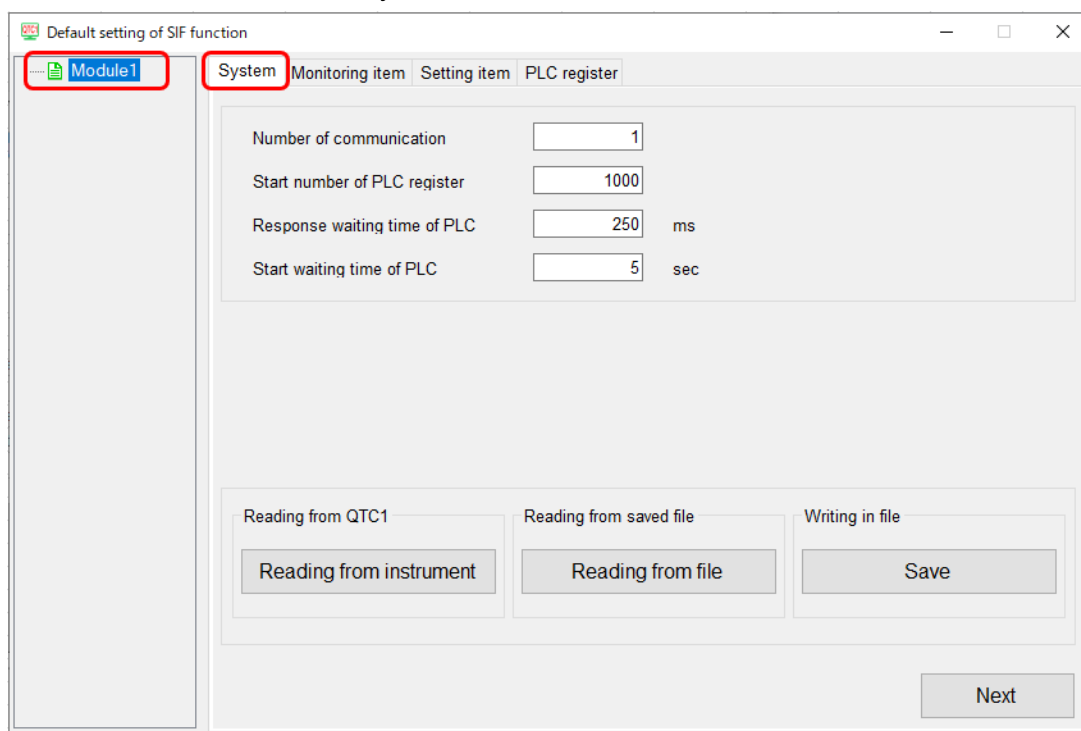 QTC1 Default setting of SIF function
Module1
System Monitoring item Setting item PLC register
Number of communication 1
Start number of PLC register 1000
Response waiting time of PLC 250 ms
Start waiting time of PLC 5 sec
Reading from QTC1 Reading from saved file Writing in file
Reading from instrument Reading from file Save
Next